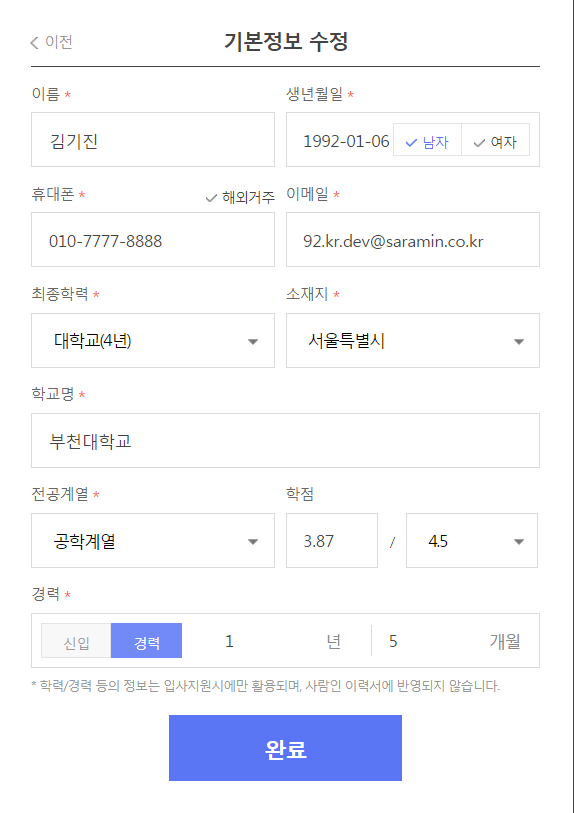 이전
기본정보 수정
이름 *
생년월일 *
김기진
1992-01-06 남자 여자
휴대폰 *
해외거주
이메일 *
010-7777-8888
92.kr.dev@saramin.co.kr
최종학력 *
소재지 *
대학교(4년)
서울특별시
학교명 *
부천대학교
전공계열 *
학점
공학계열
3.87 / 4.5
경력 *
신입 경력 1 년 5 개월
* 학력/경력 등의 정보는 입사지원시에만 활용되며, 사람인 이력서에 반영되지 않습니다.
완료